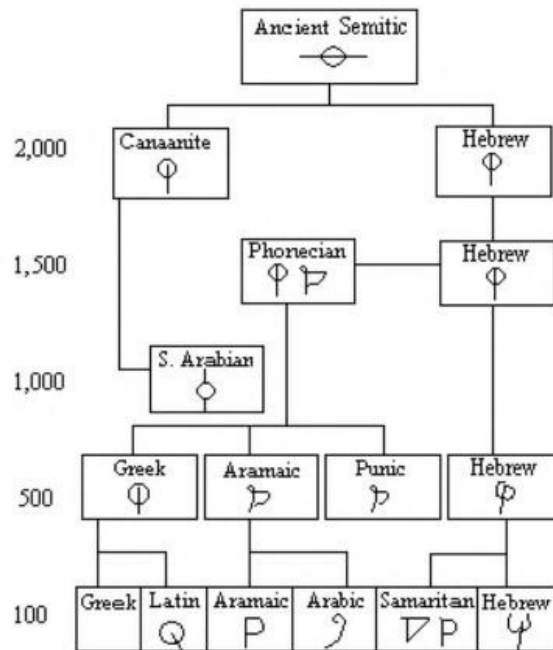 Ancient Semitic
2,000
Canaanite
Hebrew
1,500
Phonecian
Hebrew
1,000
S. Arabian
500
Greek
Aramaic
Punic
Hebrew
100
Greek
Latin
Aramaic
Arabic
Samaritan
Hebrew